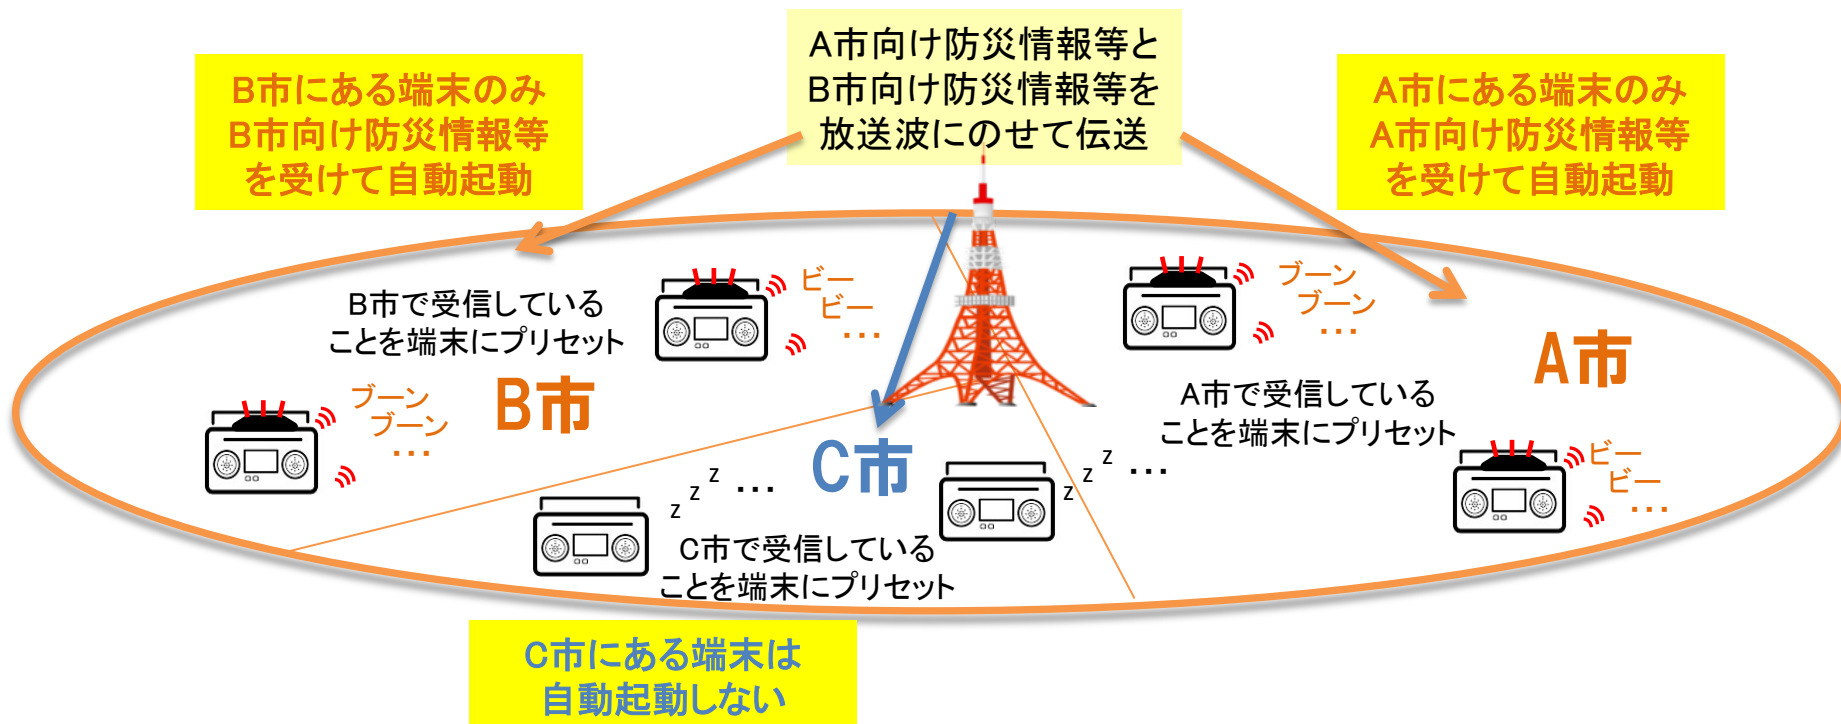 A市向け防災情報等と
B市向け防災情報等を
放送波にのせて伝送
B市にある端末のみ
B市向け防災情報等
を受けて自動起動
A市にある端末のみ
A市向け防災情報等
を受けて自動起動
B市で受信している
ことを端末にプリセット
ビー
ビー
...
ブーン
ブーン
...
B市
ブーン
ブーン
...
A市
A市で受信している
ことを端末にプリセット
ビー
ビー
...
C市
z z z ...
z z z ...
C市で受信している
ことを端末にプリセット
C市にある端末は
自動起動しない